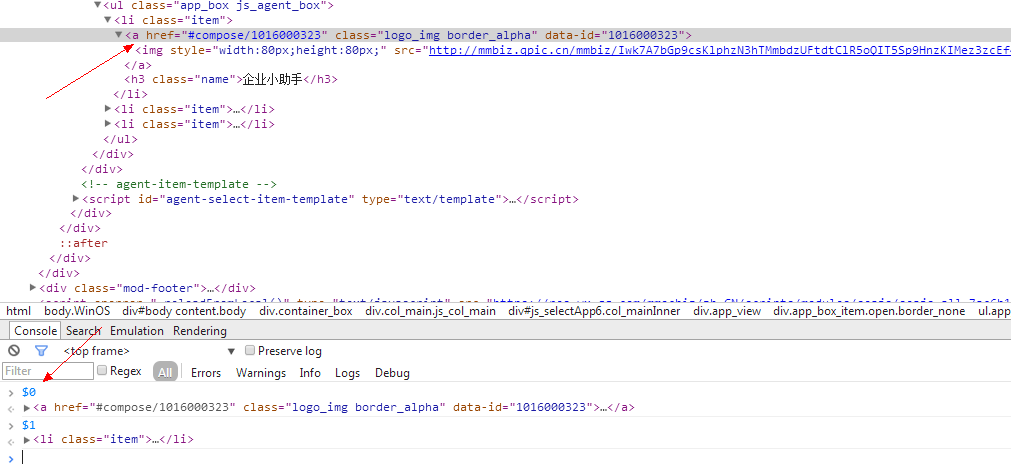 <ul class="app_box js_agent_box">
<li class="item">
<a href="#compose/1016000323" class="logo_img border_alpha" data-id="1016000323">
<img style="width:80px;height:80px;" src="http://mmbiz.qpic.cn/mmbiz/
</a>
<h3 class="name">企业小助手</h3>
</li>
<li class="item">…</li>
<li class="item">…</li>
</ul>
</div>
</div>
<!-- agent-item-template -->
<script id="agent-select-item-template" type="text/template">…</script>
</div>
</div>
::after
</div>
</div>
<div class="mod-footer">…</div>
html body.WinOS div#body content.body div.container_box div.col_main.js_col_main div#js_selectApp6.col_mainInner div.app_view div.app_box_item.open.border_none ul.app
Console Search Emulation Rendering
<top frame> Preserve log
Filter Regex All Errors Warnings Info Logs Debug
$0
<a href="#compose/1016000323" class="logo_img border_alpha" data-id="1016000323">…</a>
$1
<li class="item">…</li>